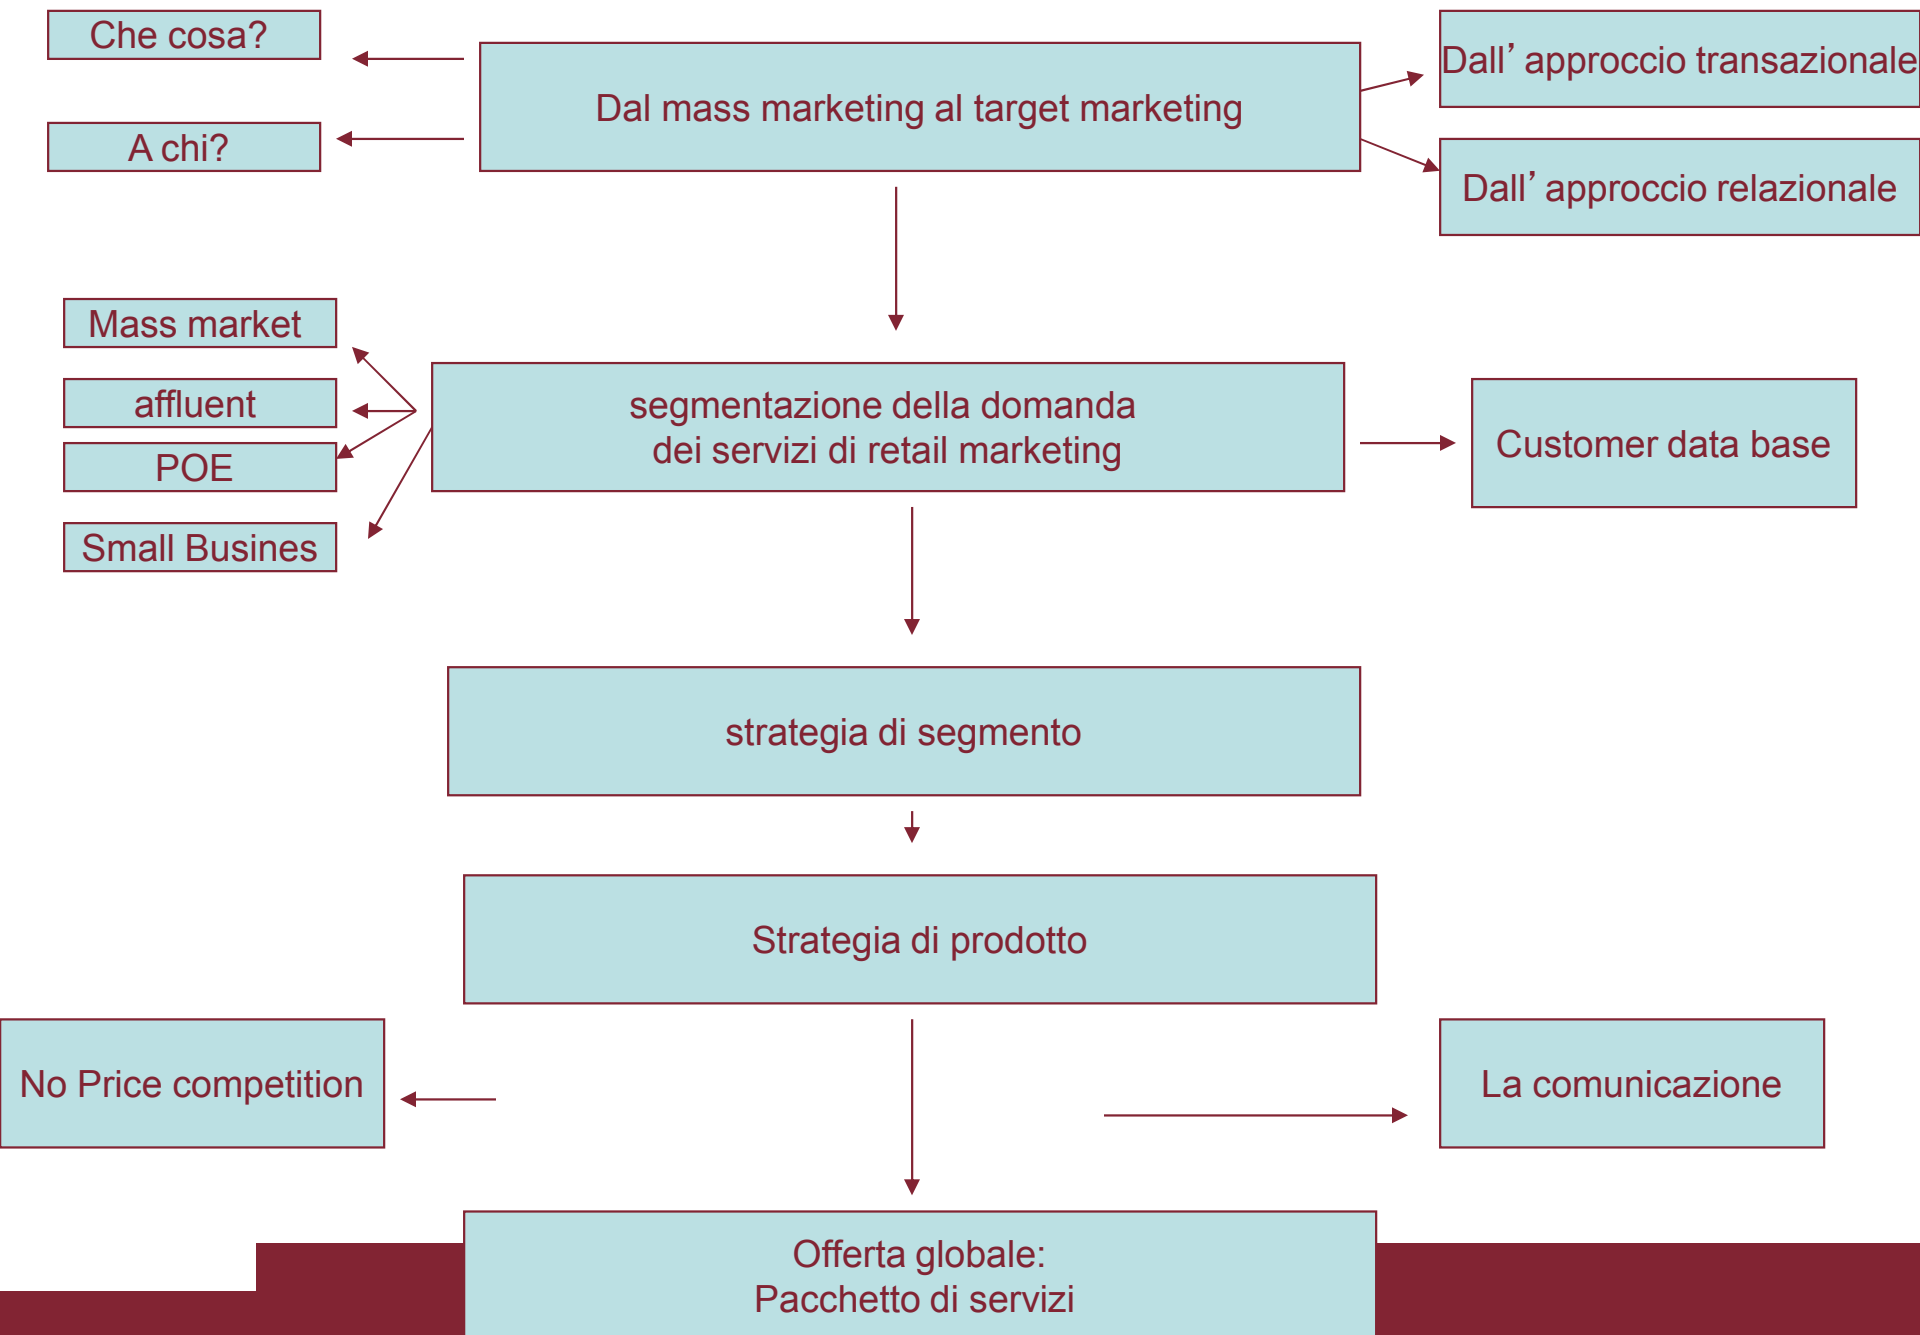 Che cosa?
Dal mass marketing al target marketing
Dall’ approccio transazionale
A chi?
Dall’ approccio relazionale
Mass market
affluent
POE
Small Busines
segmentazione della domanda
dei servizi di retail marketing
Customer data base
strategia di segmento
Strategia di prodotto
No Price competition
La comunicazione
Offerta globale:
Pacchetto di servizi